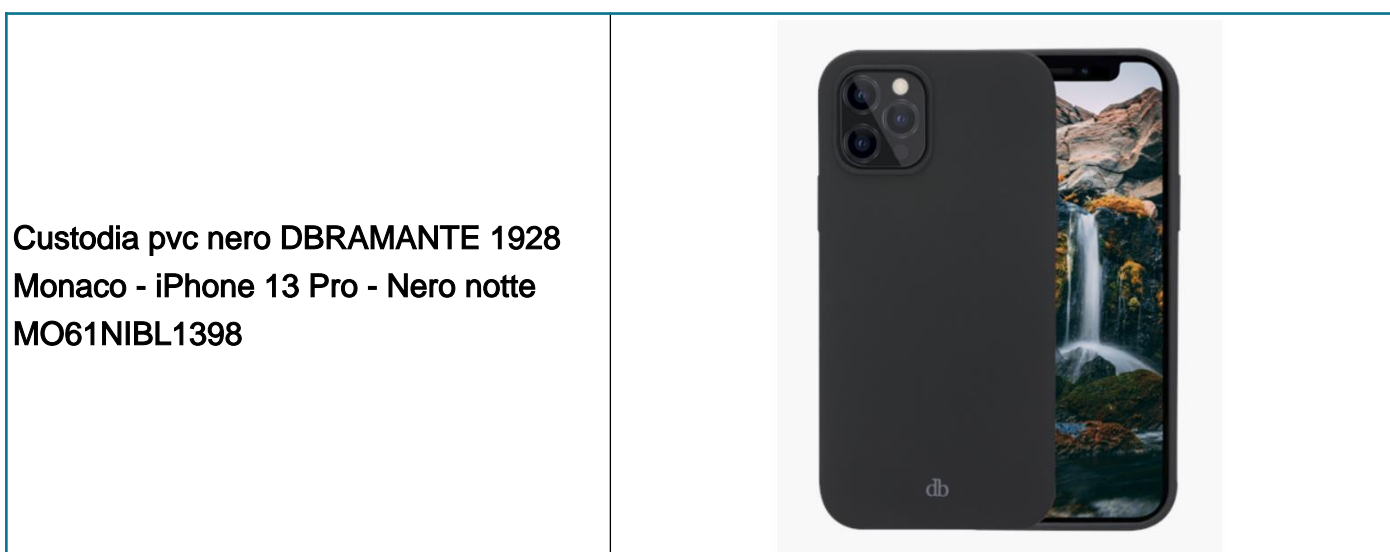 Custodia pvc nero DBRAMANTE 1928
Monaco - iPhone 13 Pro - Nero notte
MO61NIBL1398
db